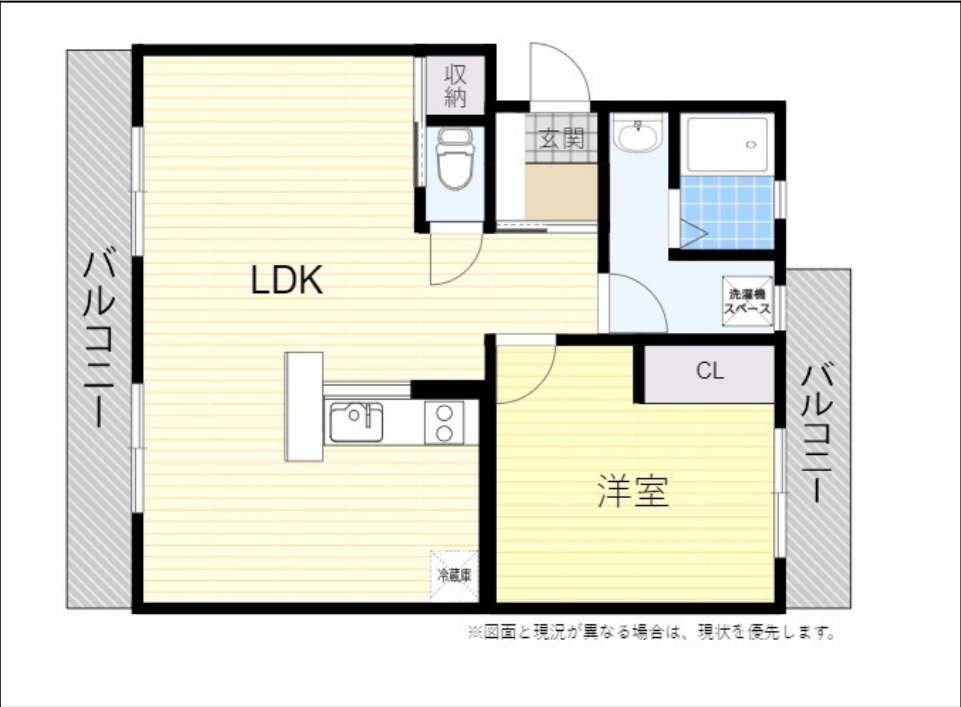 収納
玄関
バルコニー
LDK
洗濯機
スペース
CL
バルコニー
洋室
冷蔵庫
※図面と現況が異なる場合は、現状を優先します。